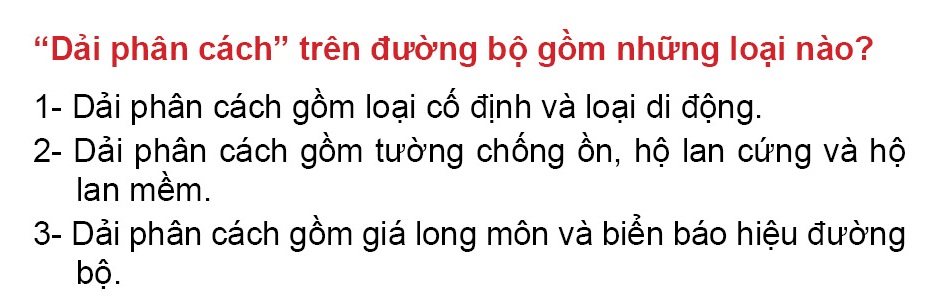 “Dải phân cách” trên đường bộ gồm những loại nào?
1- Dải phân cách gồm loại cố định và loại di động.
2- Dải phân cách gồm tường chống ồn, hộ lan cứng và hộ
lan mềm.
3- Dải phân cách gồm giá long môn và biển báo hiệu đường
bộ.